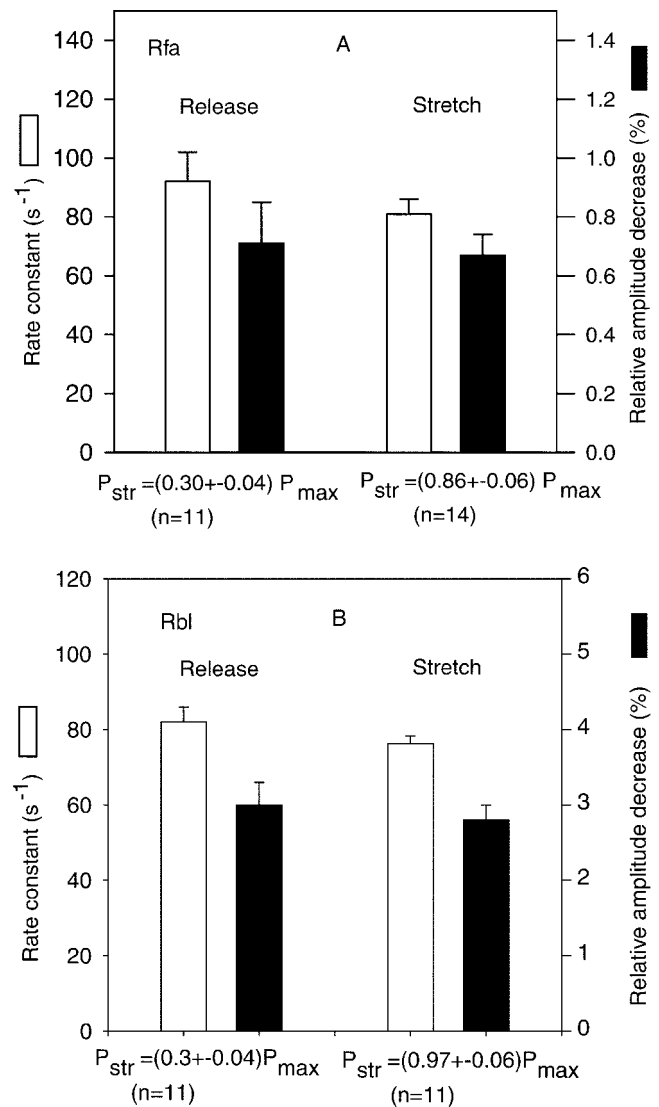 Rfa
A
Release
Stretch
140
120
100
80
60
40
20
0
Rate constant (s-1)
1.4
1.2
1.0
0.8
0.6
0.4
0.2
0.0
Relative amplitude decrease (%)
Pstr=(0.30+-0.04) Pmax
(n=11)
Pstr=(0.86+-0.06) Pmax
(n=14)
Rbl
B
Release
Stretch
120
100
80
60
40
20
0
Rate constant (s-1)
6
5
4
3
2
1
0
Relative amplitude decrease (%)
Pstr=(0.3+-0.04)Pmax
(n=11)
Pstr=(0.97+-0.06)Pmax
(n=11)